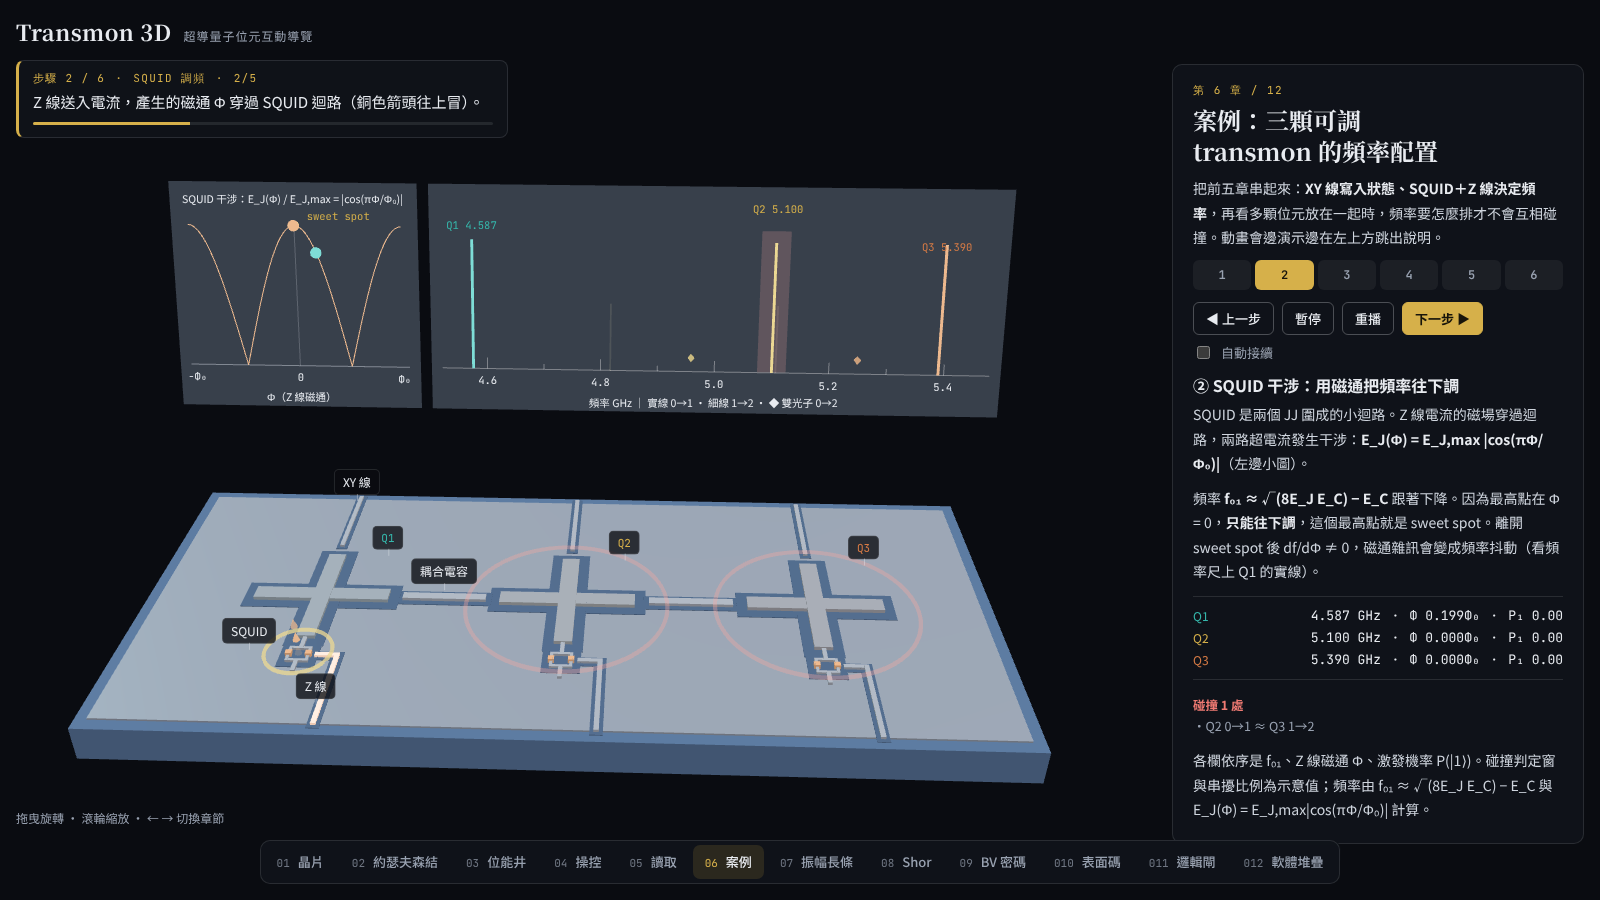 Transmon 3D 超導量子位元互動導覽
步驟 2 / 6 · SQUID 調頻 · 2/5
Z 線送入電流，產生的磁通 Φ 穿過 SQUID 迴路（銅色箭頭往上冒）。
SQUID 干涉：E_J(Φ) / E_J,max = |cos(πΦ/Φ₀)|
sweet spot
-Φ₀ 0 Φ₀
Φ（Z 線磁通）
Q1 4.587
Q2 5.100
Q3 5.390
4.6 4.8 5.0 5.2 5.4
頻率 GHz｜實線 0→1・細線 1→2・◆ 雙光子 0→2
XY 線
Q1
Q2
Q3
耦合電容
SQUID
Z 線
拖曳旋轉・滾輪縮放・← → 切換章節
第 6 章 / 12
案例：三顆可調
transmon 的頻率配置
把前五章串起來：XY 線寫入狀態、SQUID＋Z 線決定頻
率，再看多顆位元放在一起時，頻率要怎麼排才不會互相碰
撞。動畫會邊演示邊在左上方跳出說明。
1 2 3 4 5 6
◀ 上一步 暫停 重播 下一步 ▶
自動接續
② SQUID 干涉：用磁通把頻率往下調
SQUID 是兩個 JJ 圍成的小迴路。Z 線電流的磁場穿過迴
路，兩路超電流發生干涉：E_J(Φ) = E_J,max |cos(πΦ/
Φ₀)|（左邊小圖）。
頻率 f₀₁ ≈ √(8E_J E_C) − E_C 跟著下降。因為最高點在 Φ
= 0，只能往下調，這個最高點就是 sweet spot。離開
sweet spot 後 df/dΦ ≠ 0，磁通雜訊會變成頻率抖動（看頻
率尺上 Q1 的實線）。
Q1 4.587 GHz · Φ 0.199Φ₀ · P₁ 0.00
Q2 5.100 GHz · Φ 0.000Φ₀ · P₁ 0.00
Q3 5.390 GHz · Φ 0.000Φ₀ · P₁ 0.00
碰撞 1 處
・Q2 0→1 ≈ Q3 1→2
各欄依序是 f₀₁、Z 線磁通 Φ、激發機率 P(|1⟩)。碰撞判定窗
與串擾比例為示意值；頻率由 f₀₁ ≈ √(8E_J E_C) − E_C 與
E_J(Φ) = E_J,max|cos(πΦ/Φ₀)| 計算。
01 晶片 02 約瑟夫森結 03 位能井 04 操控 05 讀取 06 案例 07 振幅長條 08 Shor 09 BV 密碼 010 表面碼 011 邏輯閘 012 軟體堆疊